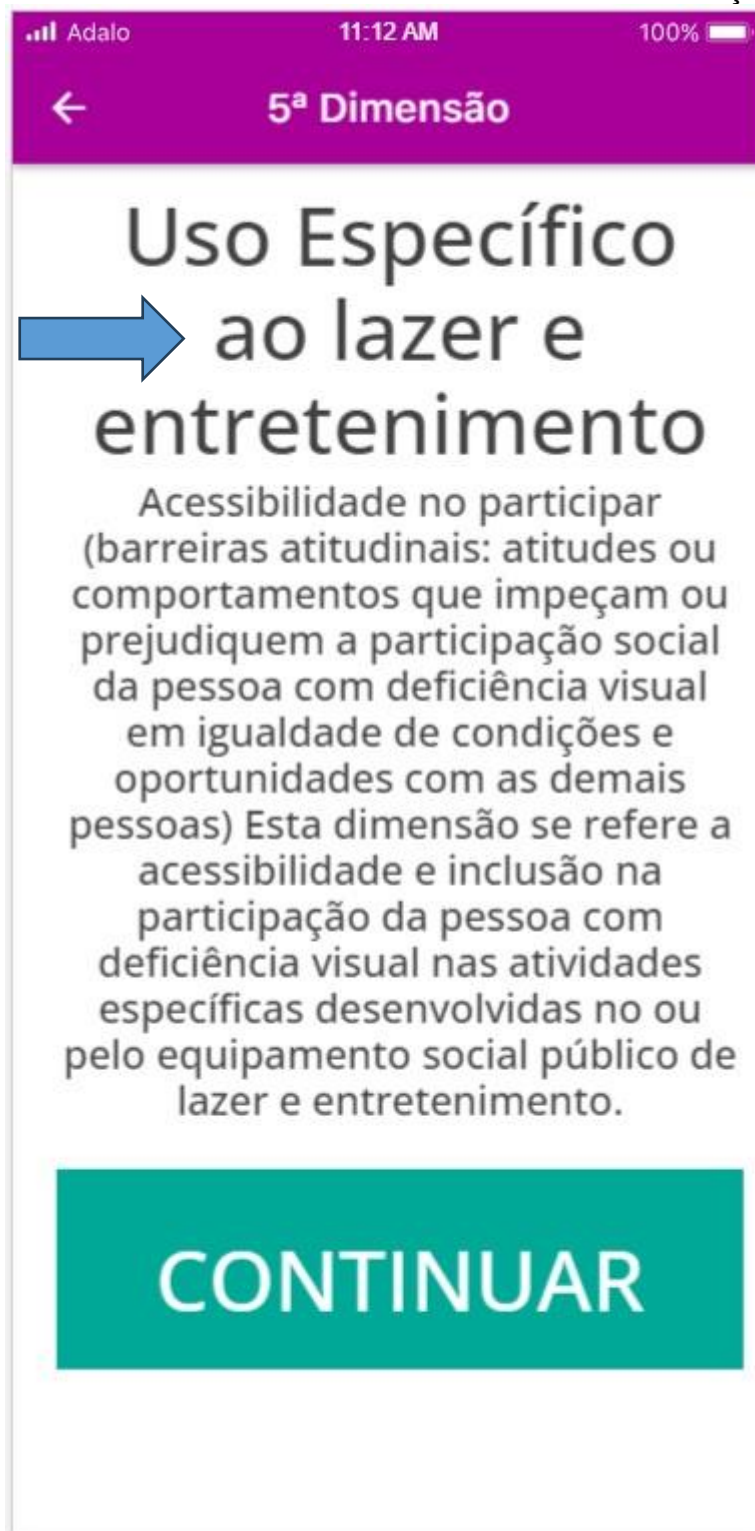 Adalo 11:12 AM 100%
5ª Dimensão
Uso Específico
ao lazer e
entretenimento
Acessibilidade no participar
(barreiras atitudinais: atitudes ou
comportamentos que impeçam ou
prejudiquem a participação social
da pessoa com deficiência visual
em igualdade de condições e
oportunidades com as demais
pessoas) Esta dimensão se refere a
acessibilidade e inclusão na
participação da pessoa com
deficiência visual nas atividades
específicas desenvolvidas no ou
pelo equipamento social público de
lazer e entretenimento.
CONTINUAR